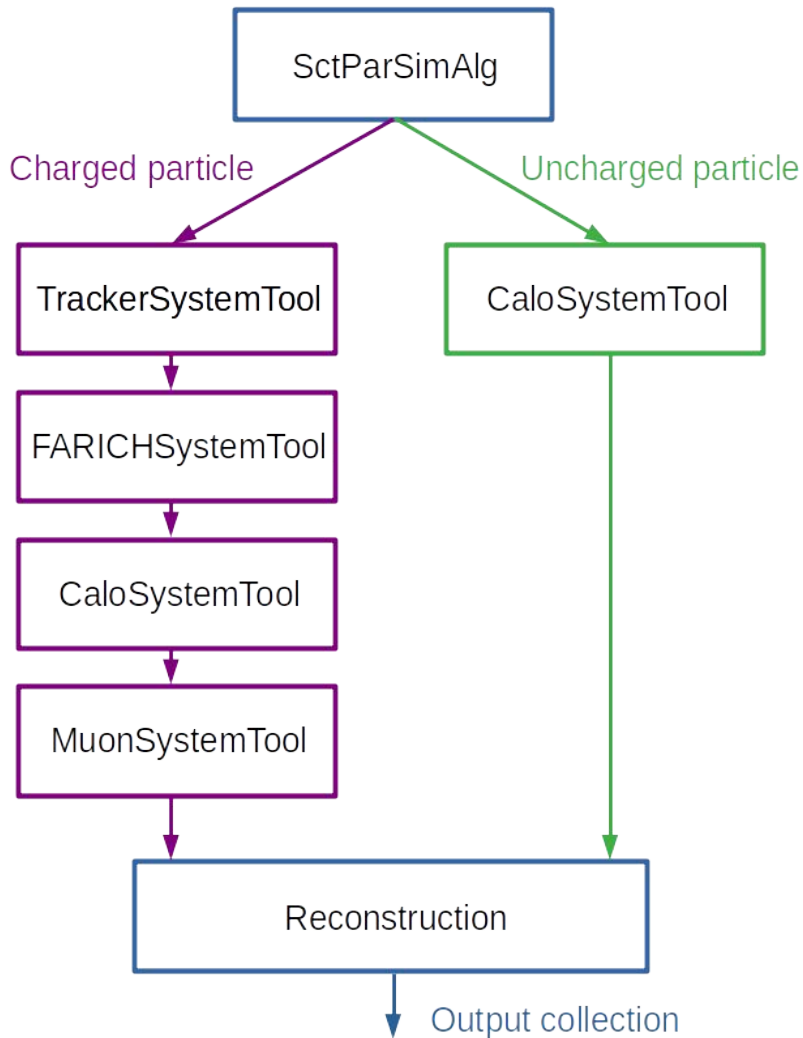 SctParSimAlg
Charged particle
Uncharged particle
TrackerSystemTool
CaloSystemTool
FARICHSystemTool
CaloSystemTool
MuonSystemTool
Reconstruction
Output collection